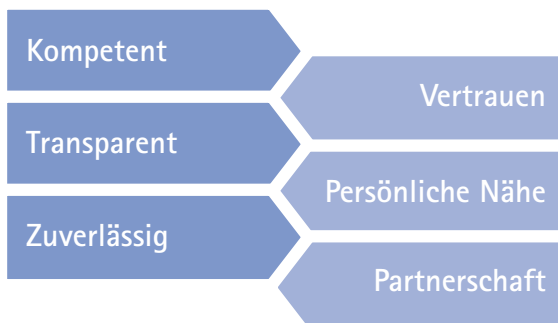 Kompetent
Vertrauen
Transparent
Persönliche Nähe
Zuverlässig
Partnerschaft